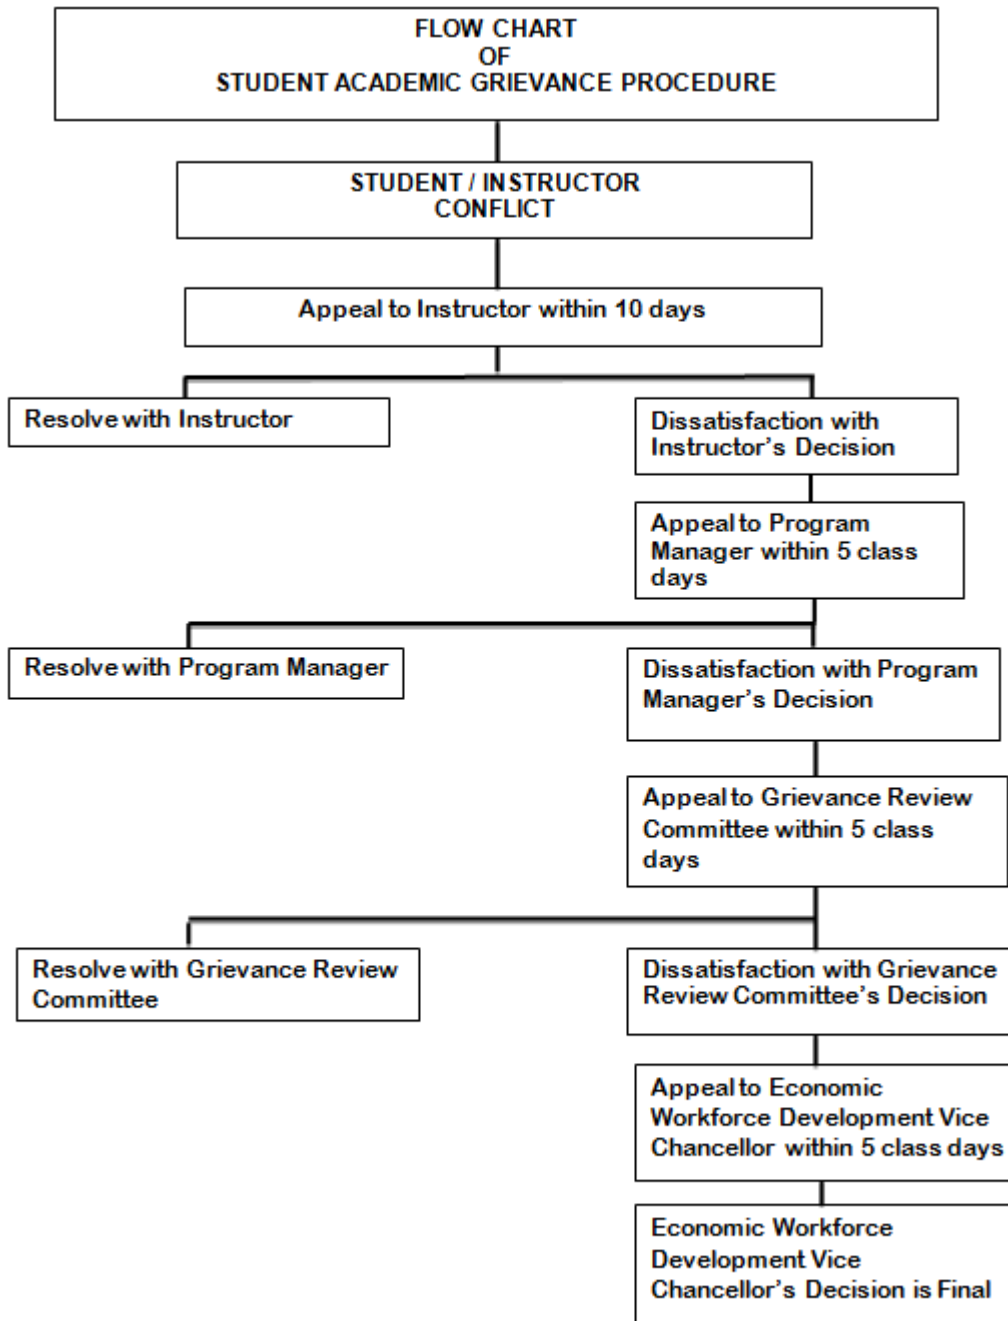 FLOW CHART
OF
STUDENT ACADEMIC GRIEVANCE PROCEDURE
STUDENT / INSTRUCTOR
CONFLICT
Appeal to Instructor within 10 days
Resolve with Instructor
Dissatisfaction with
Instructor's Decision
Appeal to Program
Manager within 5 class
days
Resolve with Program Manager
Dissatisfaction with Program
Manager's Decision
Appeal to Grievance Review
Committee within 5 class
days
Resolve with Grievance Review
Committee
Dissatisfaction with Grievance
Review Committee's Decision
Appeal to Economic
Workforce Development Vice
Chancellor within 5 class days
Economic Workforce
Development Vice
Chancellor's Decision is Final